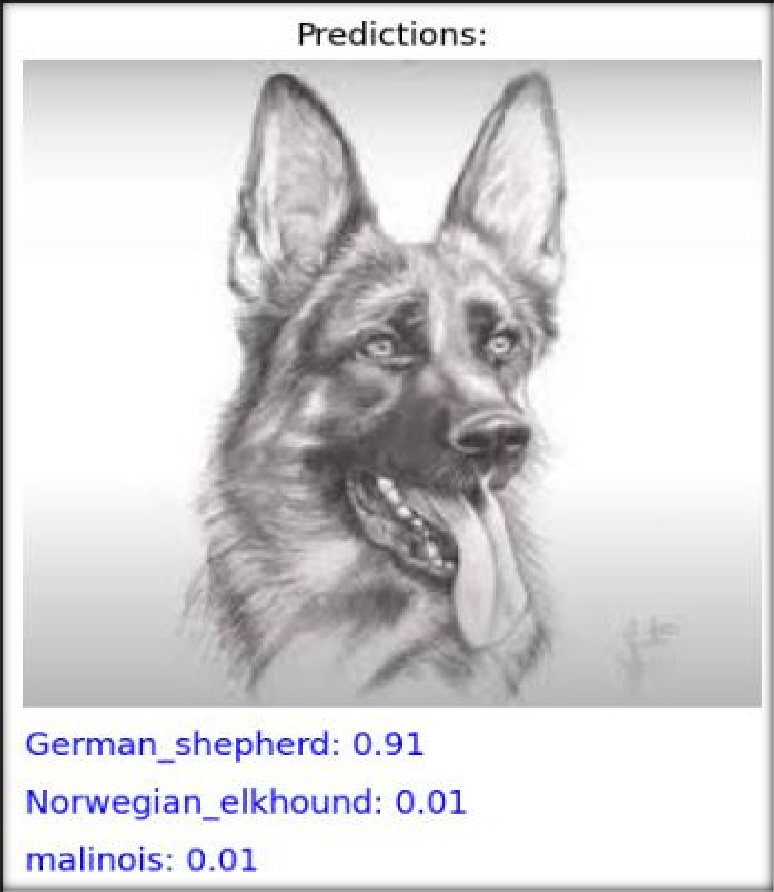 Predictions:
German_shepherd: 0.91
Norwegian_elkhound: 0.01
malinois: 0.01